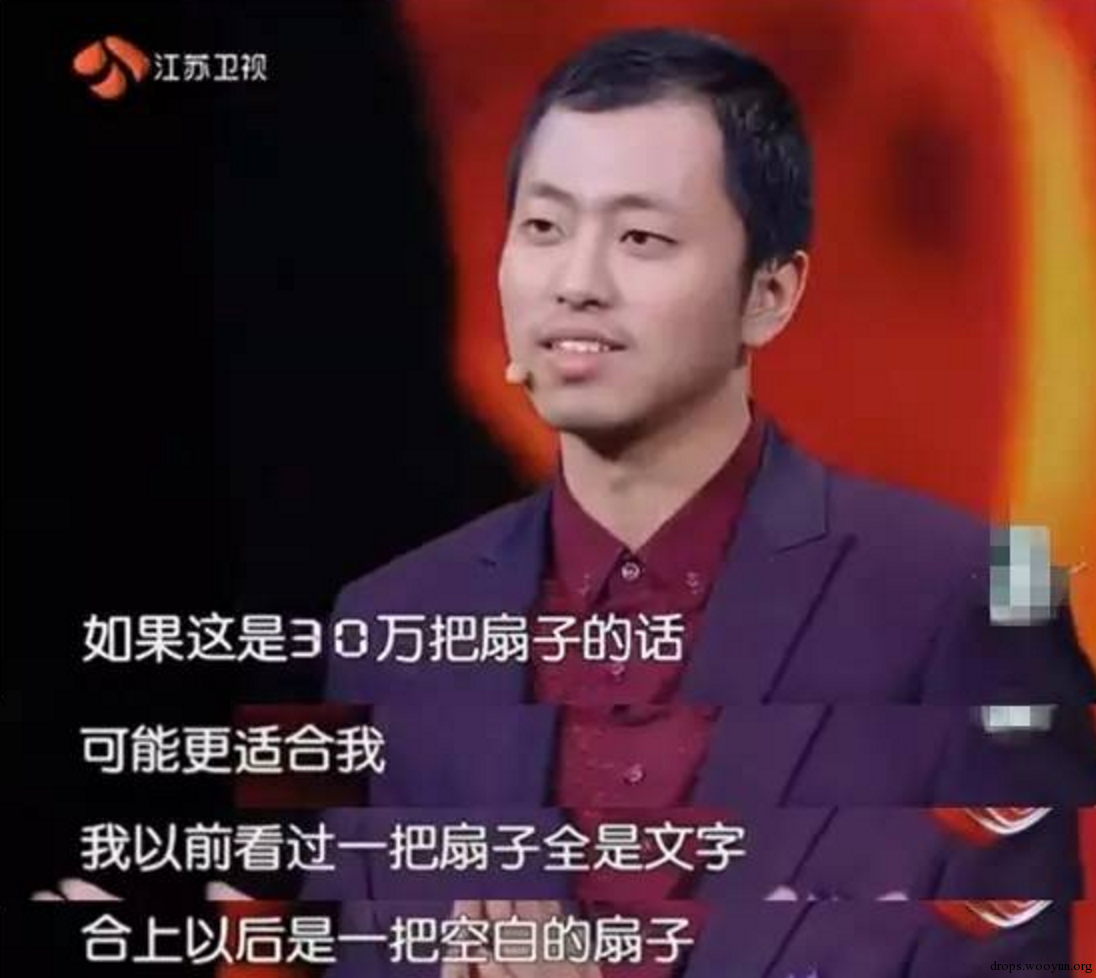 江苏卫视
如果这是30万把扇子的话
可能更适合我
我以前看过一把扇子全是文字
合上以后是一把空白的扇子
drops.wooyun.org